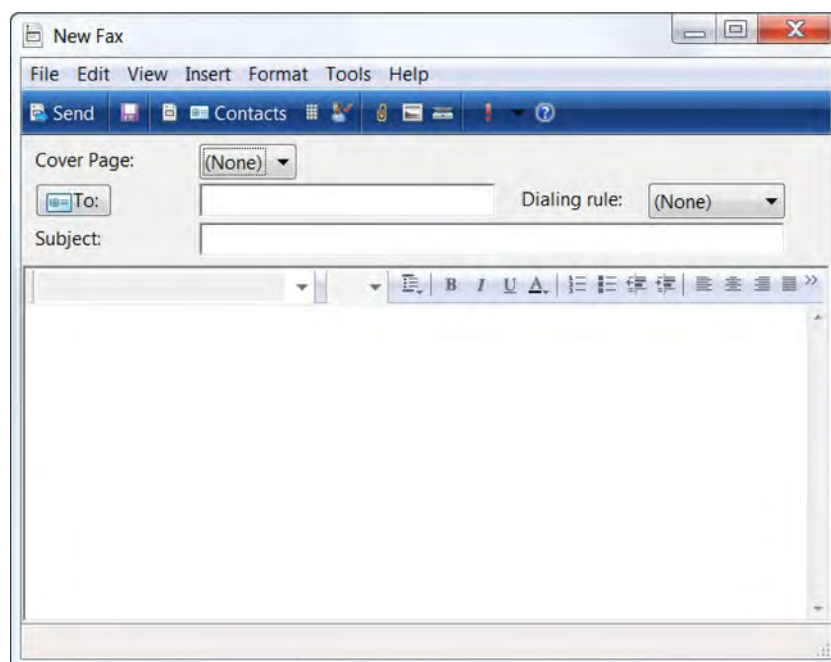 New Fax
File Edit View Insert Format Tools Help
Send Contacts
Cover Page: (None)
To: Dialing rule: (None)
Subject:
B I U A